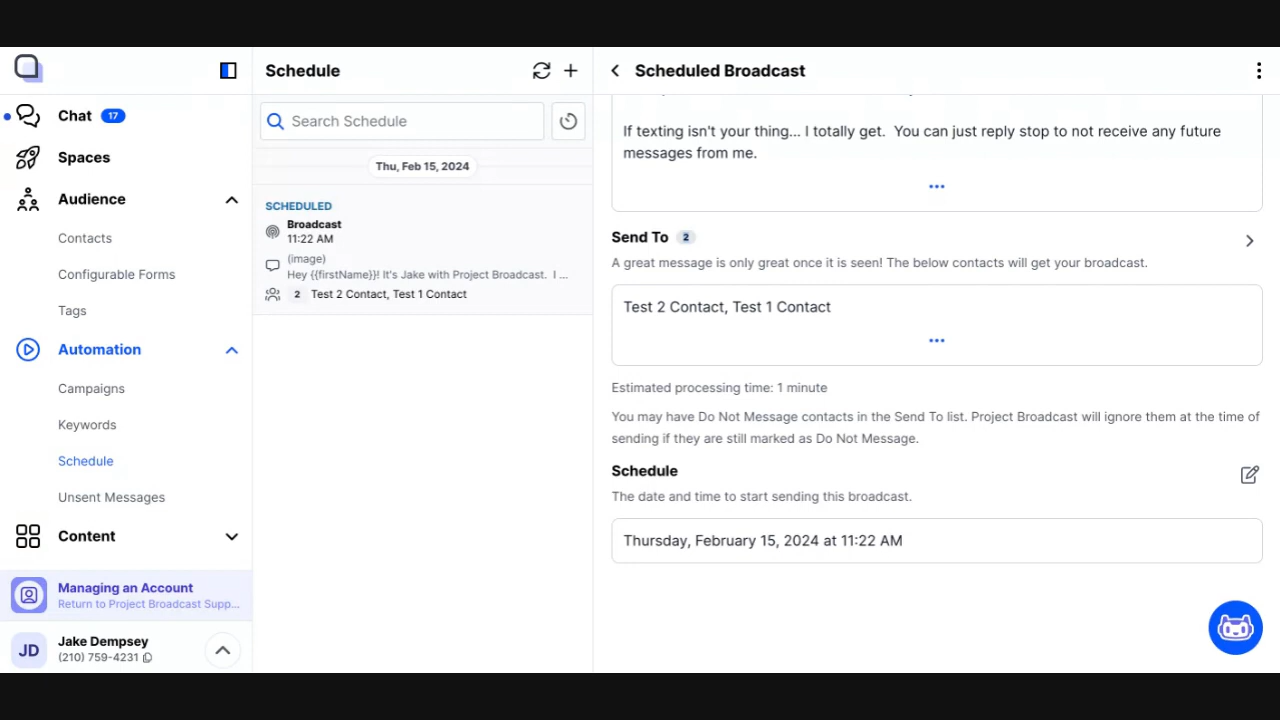 Chat 17
Spaces
Audience
Contacts
Configurable Forms
Tags
Automation
Campaigns
Keywords
Schedule
Unsent Messages
Content
Managing an Account
Return to Project Broadcast Supp...
JD
Jake Dempsey
(210) 759-4231
Schedule
Search Schedule
Thu, Feb 15, 2024
SCHEDULED
Broadcast
11:22 AM
(image)
Hey {{firstName}}! It's Jake with Project Broadcast. I ...
2 Test 2 Contact, Test 1 Contact
Scheduled Broadcast
If texting isn't your thing... I totally get. You can just reply stop to not receive any future
messages from me.
Send To 2
A great message is only great once it is seen! The below contacts will get your broadcast.
Test 2 Contact, Test 1 Contact
Estimated processing time: 1 minute
You may have Do Not Message contacts in the Send To list. Project Broadcast will ignore them at the time of
sending if they are still marked as Do Not Message.
Schedule
The date and time to start sending this broadcast.
Thursday, February 15, 2024 at 11:22 AM